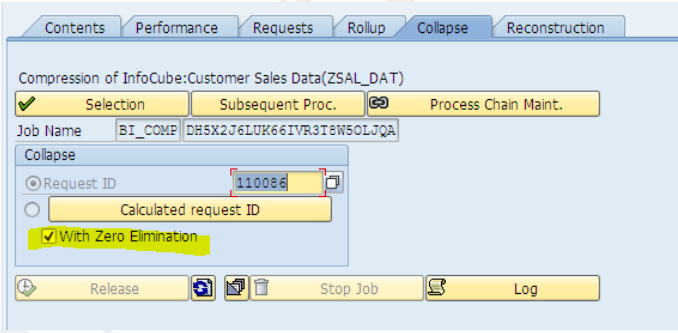 Contents Performance Requests Rollup Collapse Reconstruction
Compression of InfoCube:Customer Sales Data(ZSAL_DAT)
Selection Subsequent Proc. Process Chain Maint.
Job Name BI_COMP DH5X2J6LUK66IVR3T8W5OLJQA
Collapse
Request ID 110086
Calculated request ID
With Zero Elimination
Release Stop Job Log